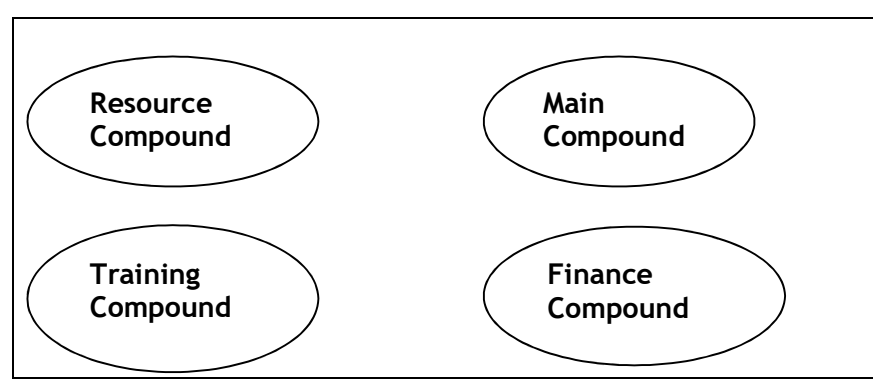 Resource
Compound
Main
Compound
Training
Compound
Finance
Compound